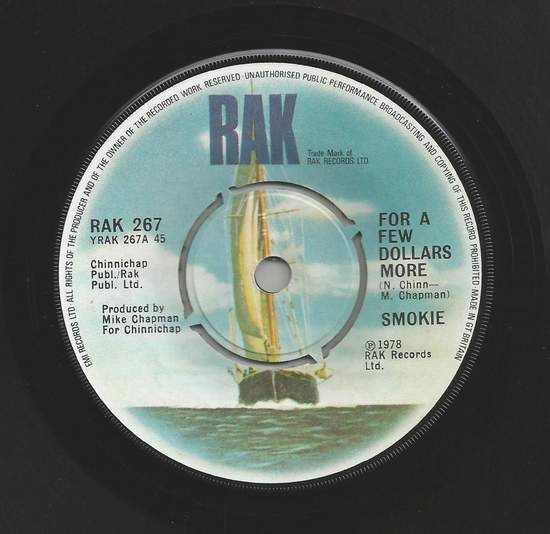 EMI RECORDS LTD. ALL RIGHTS OF THE PRODUCER AND OF THE OWNER OF THE RECORDED WORK RESERVED · UNAUTHORISED PUBLIC PERFORMANCE BROADCASTING AND COPYING OF THIS RECORD PROHIBITED. MADE IN GT BRITAIN
RAK
Trade Mark of
RAK RECORDS LTD.
RAK 267
YRAK 267A 45
Chinnichap
Publ./Rak
Publ. Ltd.
Produced by
Mike Chapman
For Chinnichap
FOR A
FEW
DOLLARS
MORE
(N. Chinn—
M. Chapman)
SMOKIE
Ⓟ 1978
RAK Records
Ltd.